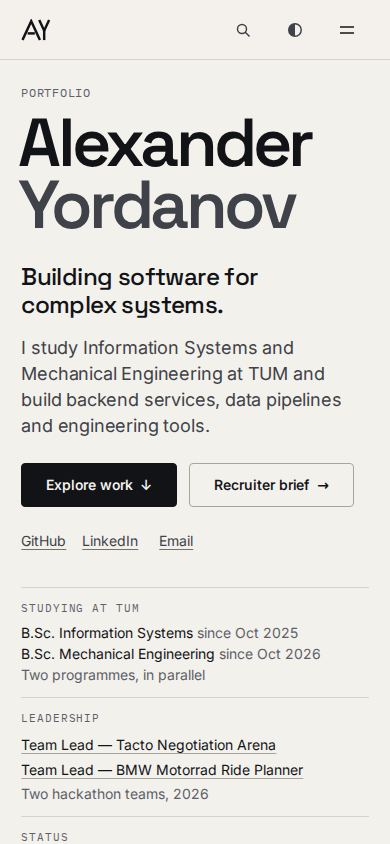 AY
PORTFOLIO
Alexander
Yordanov
Building software for
complex systems.
I study Information Systems and
Mechanical Engineering at TUM and
build backend services, data pipelines
and engineering tools.
Explore work ↓
Recruiter brief →
GitHub LinkedIn Email
STUDYING AT TUM
B.Sc. Information Systems since Oct 2025
B.Sc. Mechanical Engineering since Oct 2026
Two programmes, in parallel
LEADERSHIP
Team Lead — Tacto Negotiation Arena
Team Lead — BMW Motorrad Ride Planner
Two hackathon teams, 2026
STATUS